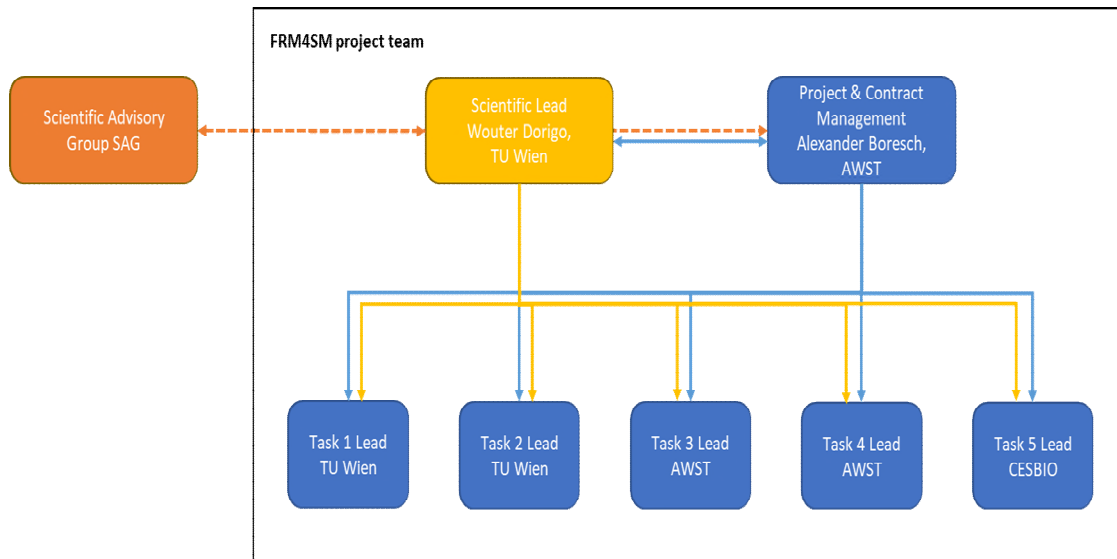 FRM4SM project team
Scientific Advisory
Group SAG
Scientific Lead
Wouter Dorigo,
TU Wien
Project & Contract
Management
Alexander Boresch,
AWST
Task 1 Lead
TU Wien
Task 2 Lead
TU Wien
Task 3 Lead
AWST
Task 4 Lead
AWST
Task 5 Lead
CESBIO